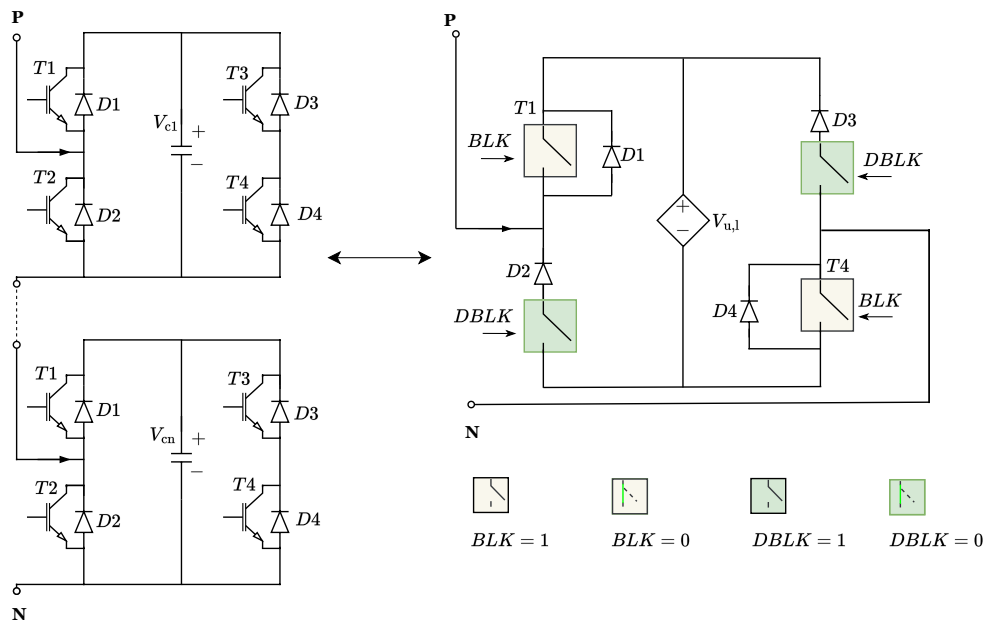 P
T1
D1
T3
D3
V_c1
+
−
T2
D2
T4
D4
T1
D1
T3
D3
V_cn
+
−
T2
D2
T4
D4
N
P
T1
BLK
D1
D3
DBLK
+
−
V_u,l
D2
DBLK
T4
D4
BLK
N
BLK = 1
BLK = 0
DBLK = 1
DBLK = 0